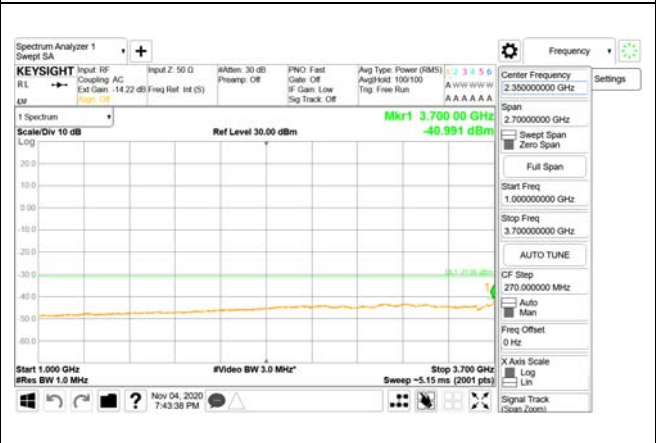 Spectrum Analyzer 1
Swept SA
Frequency
KEYSIGHT
RL
Input: RF
Coupling: AC
Ext Gain: -14.22 dB
Align: Off
Input Z: 50 Ω
Freq Ref: Int (S)
#Atten: 30 dB
Preamp: Off
PNO: Fast
Gate: Off
IF Gain: Low
Sig Track: Off
Avg Type: Power (RMS)
Avg|Hold: 100/100
Trig: Free Run
1 2 3 4 5 6
A W W W W W
A A A A A A
1 Spectrum
Scale/Div 10 dB
Log
Ref Level 30.00 dBm
Mkr1 3.700 00 GHz
-40.991 dBm
20.0
10.0
0.00
-10.0
-20.0
-30.0
-40.0
-50.0
-60.0
1
Start 1.000 GHz
#Res BW 1.0 MHz
#Video BW 3.0 MHz*
Stop 3.700 GHz
Sweep ~5.15 ms (2001 pts)
Nov 04, 2020
7:43:38 PM
Center Frequency
2.350000000 GHz
Settings
Span
2.70000000 GHz
Swept Span
Zero Span
Full Span
Start Freq
1.000000000 GHz
Stop Freq
3.700000000 GHz
AUTO TUNE
CF Step
270.000000 MHz
Auto
Man
Freq Offset
0 Hz
X Axis Scale
Log
Lin
Signal Track
(Span Zoom)